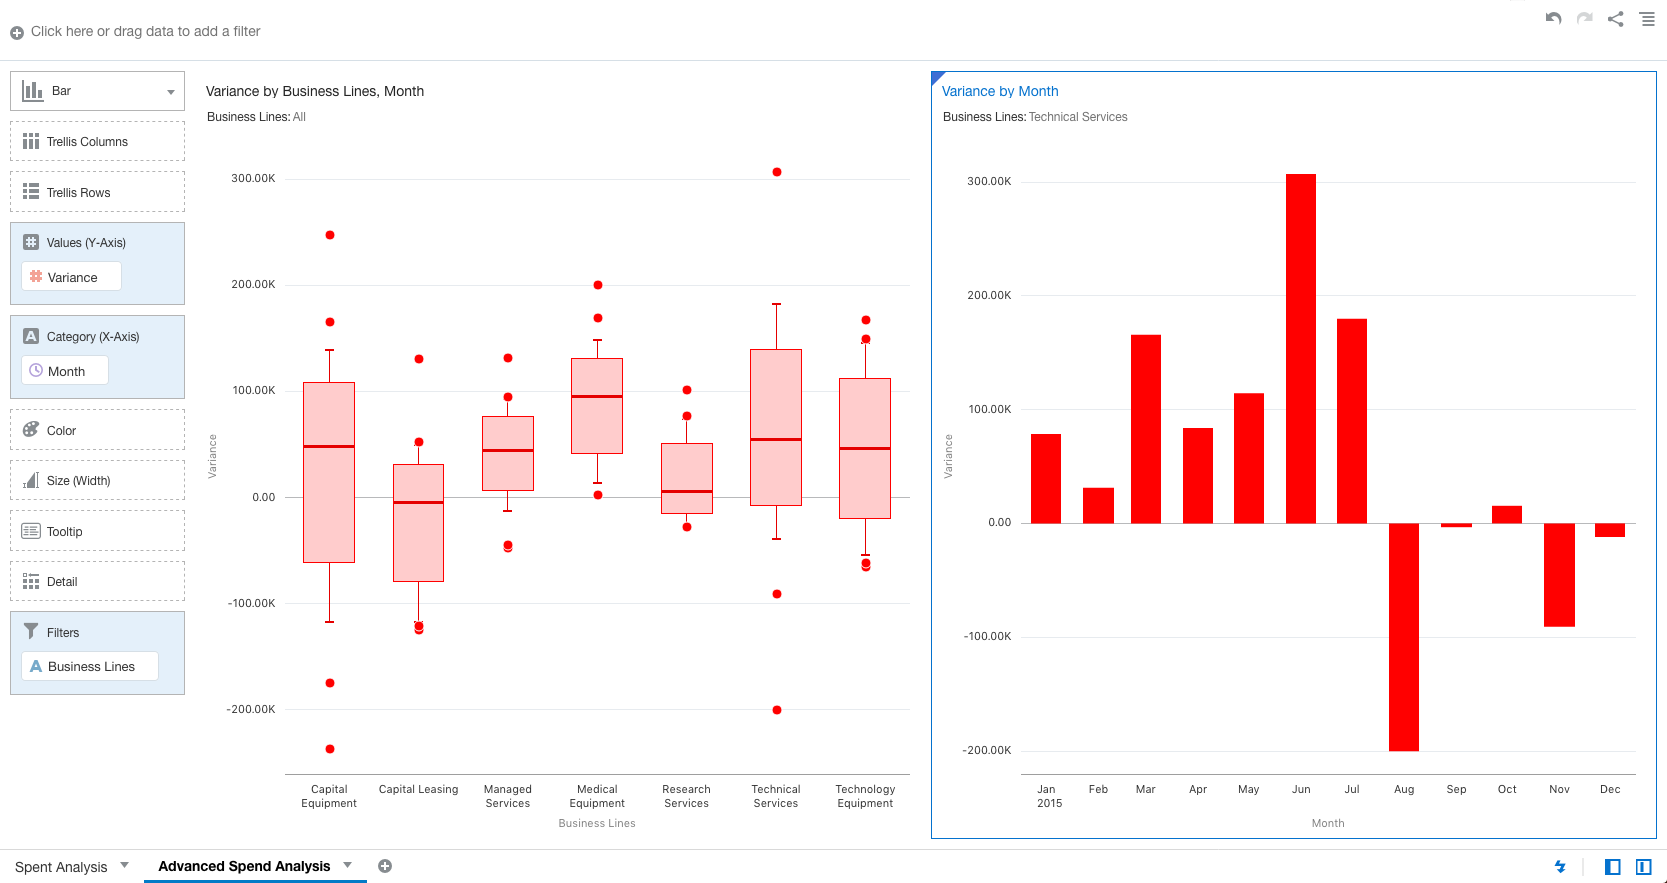 Click here or drag data to add a filter
Bar
Trellis Columns
Trellis Rows
Values (Y-Axis)
Variance
Category (X-Axis)
Month
Color
Size (Width)
Tooltip
Detail
Filters
A Business Lines
Variance by Business Lines, Month
Business Lines: All
300.00K
200.00K
100.00K
0.00
-100.00K
-200.00K
Variance
Capital Equipment
Capital Leasing
Managed Services
Medical Equipment
Research Services
Technical Services
Technology Equipment
Business Lines
Variance by Month
Business Lines: Technical Services
300.00K
200.00K
100.00K
0.00
-100.00K
-200.00K
Variance
Jan Feb Mar Apr May Jun Jul Aug Sep Oct Nov Dec
2015
Month
Spent Analysis
Advanced Spend Analysis